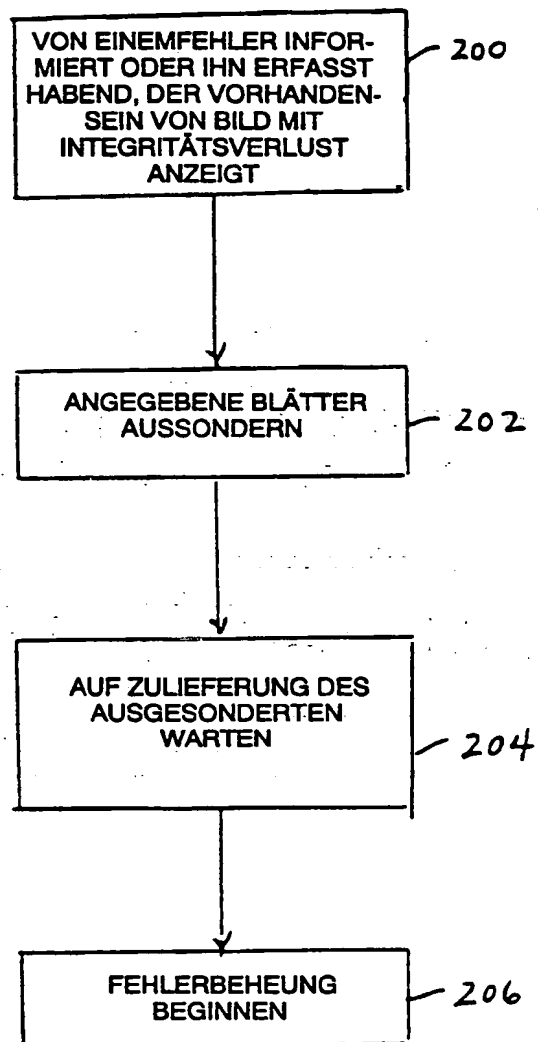 VON EINEMFEHLER INFOR-
MIERT ODER IHN ERFASST
HABEND, DER VORHANDEN-
SEIN VON BILD MIT
INTEGRITÄTSVERLUST
ANZEIGT
200
ANGEGEBENE BLÄTTER
AUSSONDERN
202
AUF ZULIEFERUNG DES
AUSGESONDERTEN
WARTEN
204
FEHLERBEHEUNG
BEGINNEN
206